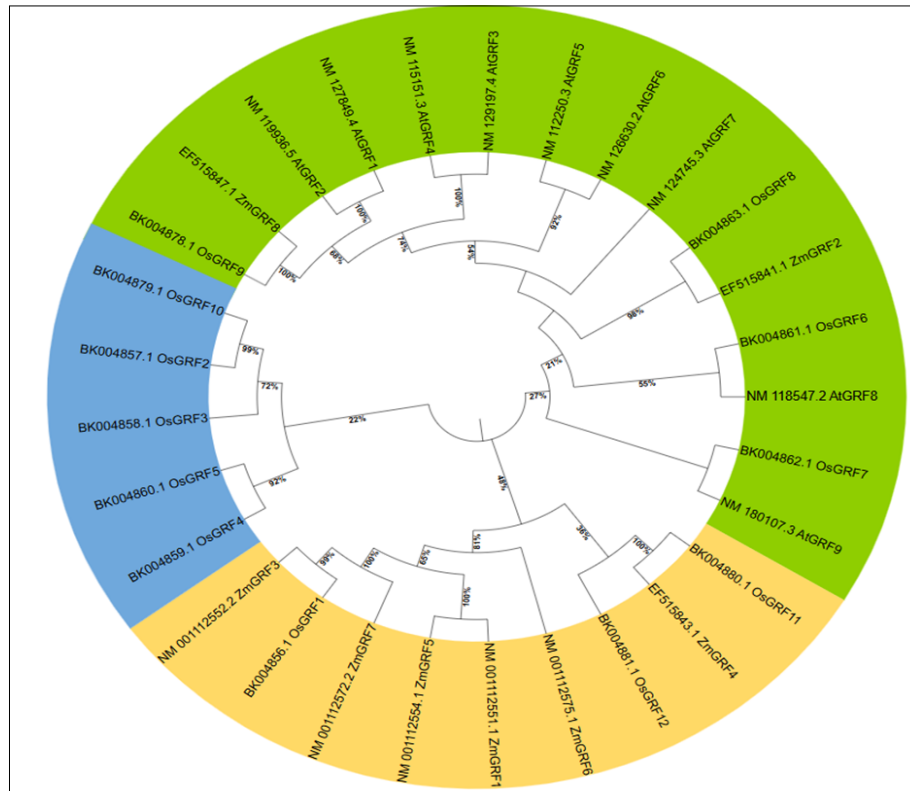 NM 129197.4 AtGRF3
NM 112250.3 AtGRF5
NM 126630.2 AtGRF6
NM 124745.3 AtGRF7
BK004863.1 OsGRF8
EF515841.1 ZmGRF2
BK004861.1 OsGRF6
NM 118547.2 AtGRF8
BK004862.1 OsGRF7
NM 180107.3 AtGRF9
BK004880.1 OsGRF11
EF515843.1 ZmGRF4
BK004881.1 OsGRF12
NM 001112575.1 ZmGRF6
NM 001112551.1 ZmGRF1
NM 001112554.1 ZmGRF5
NM 001112572.2 ZmGRF7
BK004856.1 OsGRF1
NM 001112552.2 ZmGRF3
BK004859.1 OsGRF4
BK004860.1 OsGRF5
BK004858.1 OsGRF3
BK004857.1 OsGRF2
BK004879.1 OsGRF10
BK004878.1 OsGRF9
EF515847.1 ZmGRF8
NM 119936.5 AtGRF2
NM 127849.4 AtGRF1
NM 115151.3 AtGRF4
100%
100%
68%
100%
74%
54%
92%
98%
21%
55%
27%
99%
72%
22%
92%
48%
36%
100%
81%
65%
100%
100%
99%